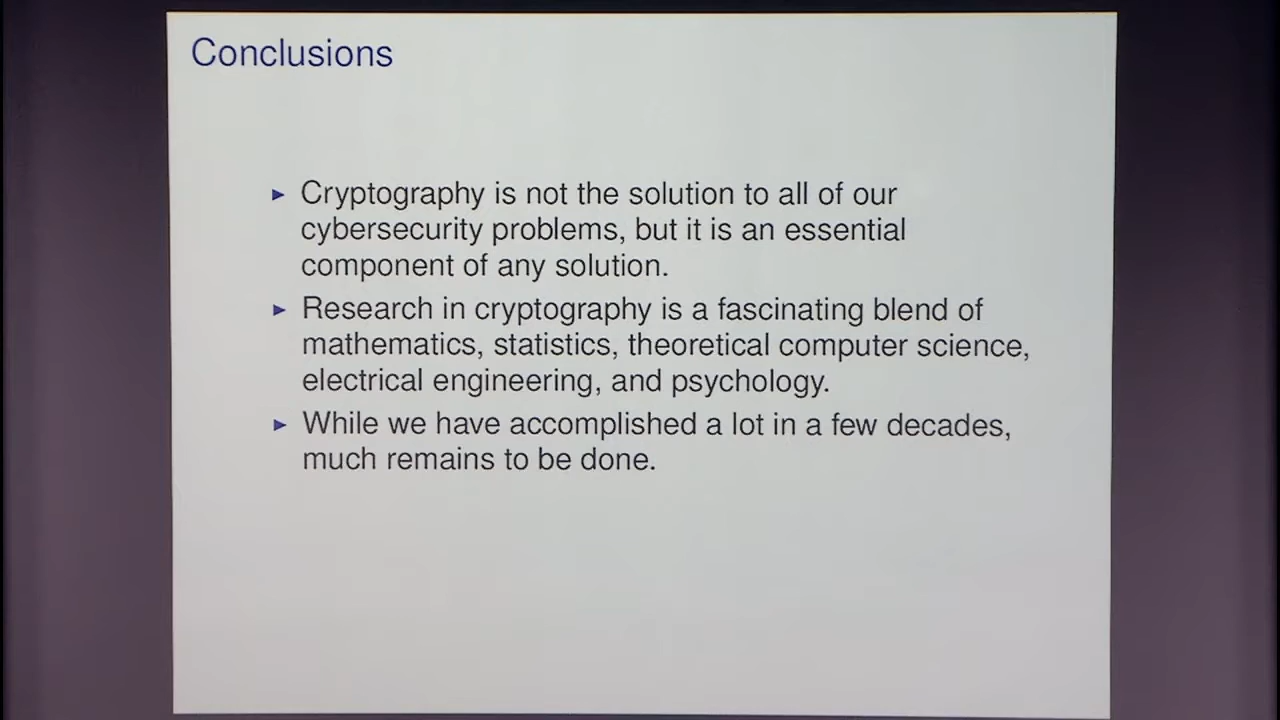 Conclusions
► Cryptography is not the solution to all of our
cybersecurity problems, but it is an essential
component of any solution.
► Research in cryptography is a fascinating blend of
mathematics, statistics, theoretical computer science,
electrical engineering, and psychology.
► While we have accomplished a lot in a few decades,
much remains to be done.